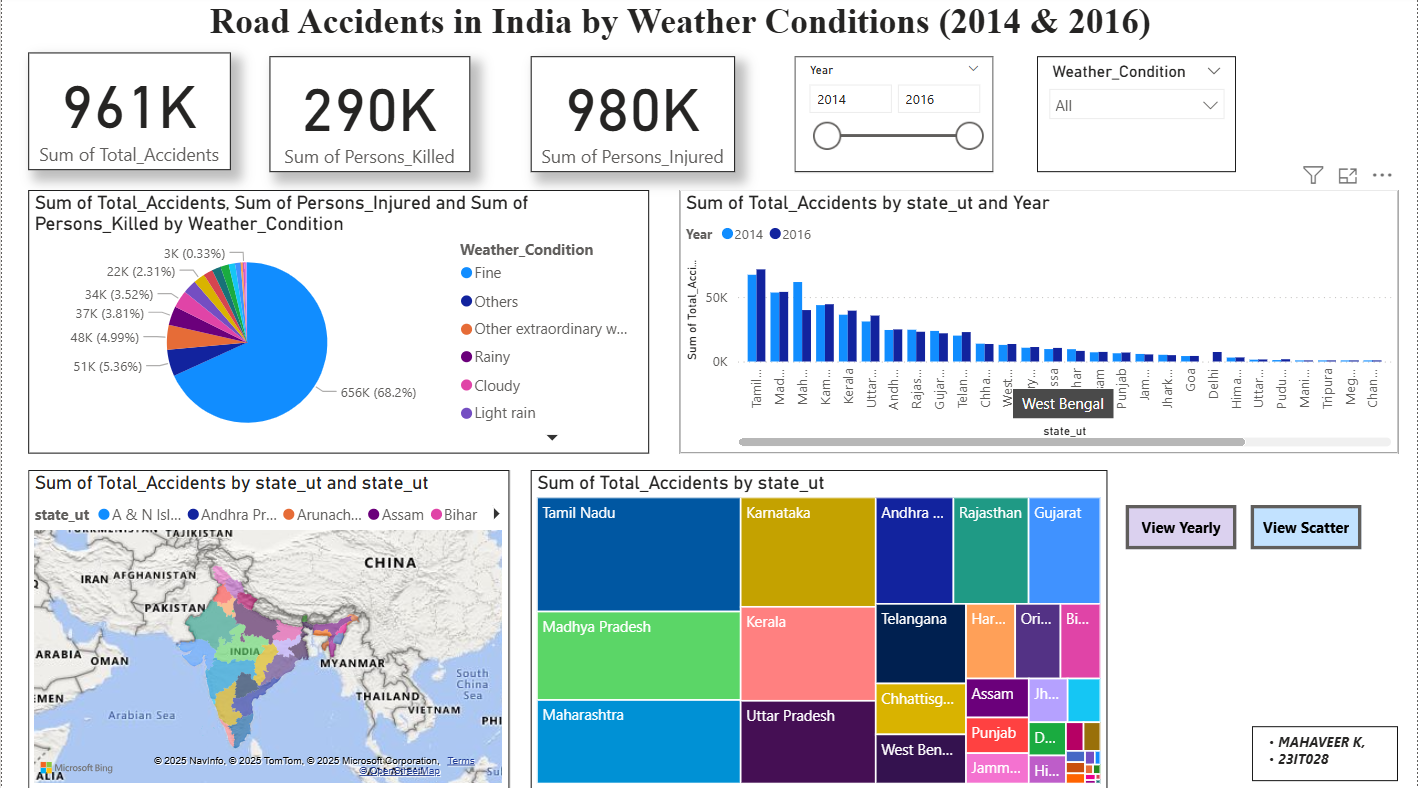 Road Accidents in India by Weather Conditions (2014 & 2016)
961K
Sum of Total_Accidents
290K
Sum of Persons_Killed
980K
Sum of Persons_Injured
Year
2014
2016
Weather_Condition
All
Sum of Total_Accidents, Sum of Persons_Injured and Sum of
Persons_Killed by Weather_Condition
3K (0.33%)
22K (2.31%)
34K (3.52%)
37K (3.81%)
48K (4.99%)
51K (5.36%)
656K (68.2%)
Weather_Condition
Fine
Others
Other extraordinary w...
Rainy
Cloudy
Light rain
Sum of Total_Accidents by state_ut and Year
Year 2014 2016
Sum of Total_Acci...
50K
0K
Tamil...
Mad...
Mah...
Karn...
Kerala
Uttar...
Andh...
Rajas...
Gujar...
Telan...
Chha...
West...
Punjab
Jam...
Jhark...
Goa
Delhi
Hima...
Uttar...
Pudu...
Mani...
Tripura
Meg...
Chan...
West Bengal
state_ut
Sum of Total_Accidents by state_ut and state_ut
state_ut A & N Isl... Andhra Pr... Arunach... Assam Bihar
TAJIKISTAN
CHINA
IRAN
AFGHANISTAN
PAKISTAN
ARABIA
OMAN
INDIA
MYANMAR
THAILAND
VIETNAM
South
China
Sea
Arabian Sea
Microsoft Bing
© 2025 NavInfo, © 2025 TomTom, © 2025 Microsoft Corporation, Terms
Sum of Total_Accidents by state_ut
Tamil Nadu
Karnataka
Andhra ...
Rajasthan
Gujarat
Madhya Pradesh
Kerala
Telangana
Har...
Ori...
Bi...
Maharashtra
Uttar Pradesh
Chhattisg...
West Ben...
Assam
Jh...
Punjab
D...
Jamm...
Hi...
View Yearly
View Scatter
• MAHAVEER K,
• 23IT028